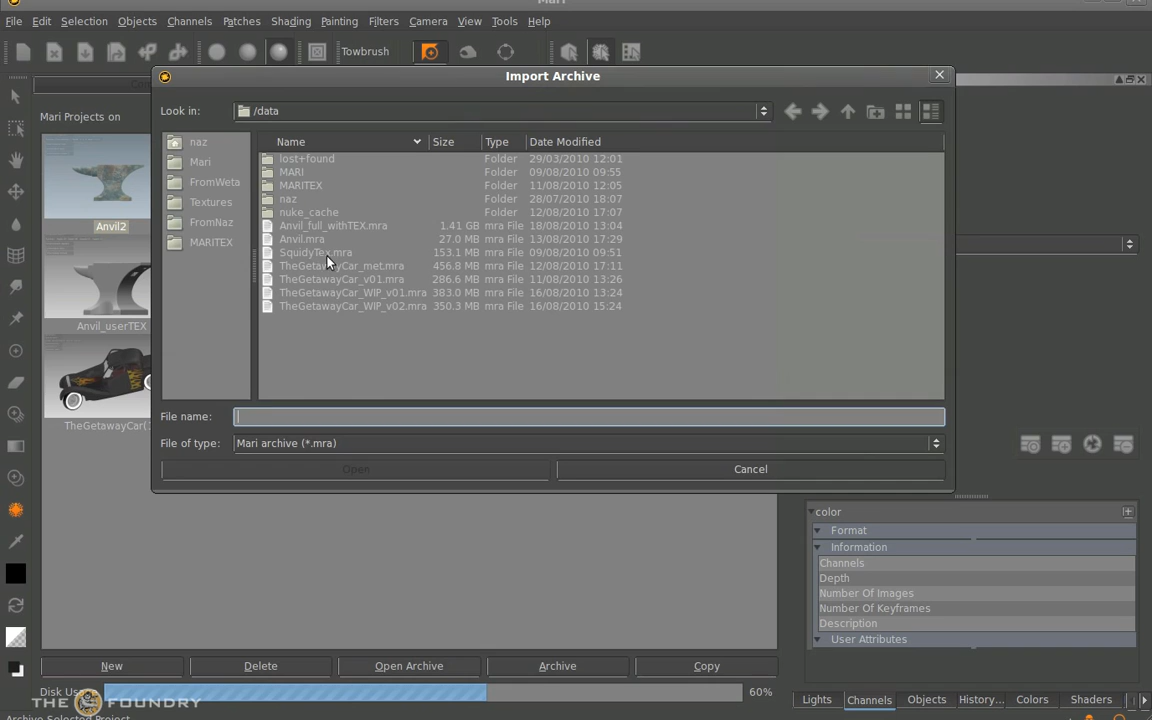 Mari
File Edit Selection Objects Channels Patches Shading Painting Filters Camera View Tools Help
Towbrush
Import Archive
Look in: /data
Mari Projects on
naz
Mari
FromWeta
Textures
FromNaz
MARITEX
Name Size Type Date Modified
lost+found Folder 29/03/2010 12:01
MARI Folder 09/08/2010 09:55
MARITEX Folder 11/08/2010 12:05
naz Folder 28/07/2010 18:07
nuke_cache Folder 12/08/2010 17:07
Anvil_full_withTEX.mra 1.41 GB mra File 18/08/2010 13:04
Anvil.mra 27.0 MB mra File 13/08/2010 17:29
SquidyTex.mra 153.1 MB mra File 09/08/2010 09:51
TheGetawayCar_met.mra 456.8 MB mra File 12/08/2010 17:11
TheGetawayCar_v01.mra 286.6 MB mra File 11/08/2010 13:26
TheGetawayCar_WIP_v01.mra 383.0 MB mra File 16/08/2010 13:24
TheGetawayCar_WIP_v02.mra 350.3 MB mra File 16/08/2010 15:24
Anvil2
Anvil_userTEX
TheGetawayCar(
File name:
File of type: Mari archive (*.mra)
Open Cancel
color
Format
Information
Channels
Depth
Number Of Images
Number Of Keyframes
Description
User Attributes
New Delete Open Archive Archive Copy
Disk Usage 60%
THE FOUNDRY
Lights Channels Objects History... Colors Shaders
Archive Selected Project